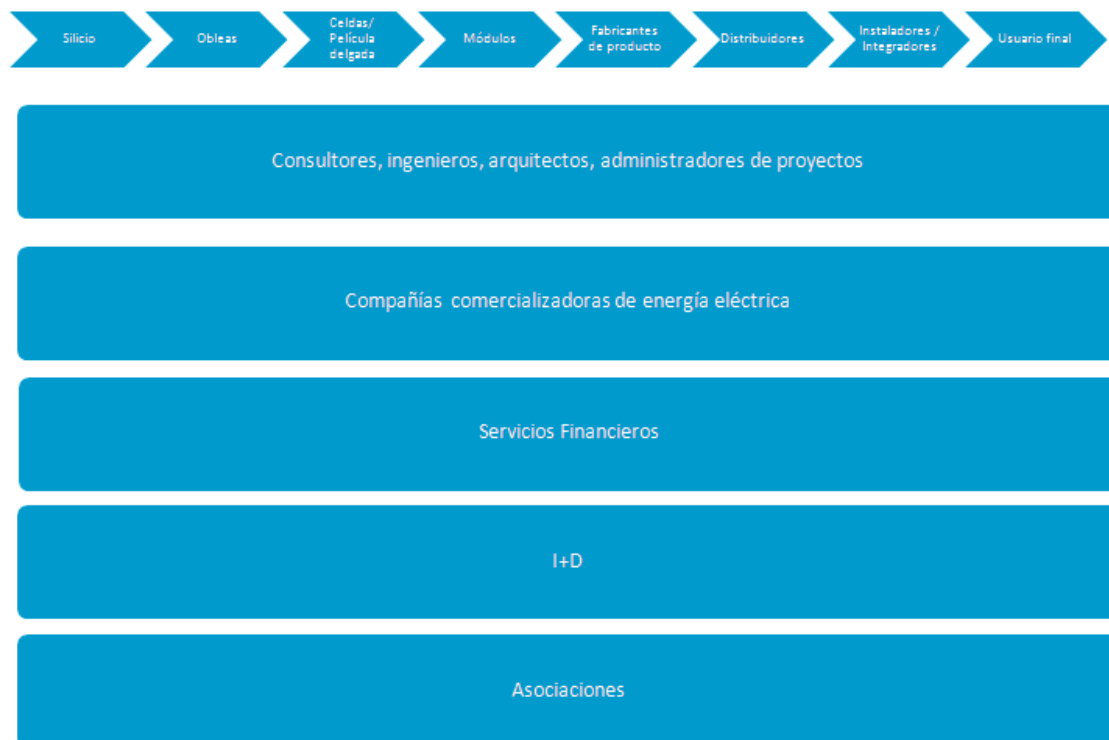 Silicio
Obleas
Celdas/
Película
delgada
Módulos
Fabricantes
de producto
Distribuidores
Instaladores /
Integradores
Usuario final
Consultores, ingenieros, arquitectos, administradores de proyectos
Compañías comercializadoras de energía eléctrica
Servicios Financieros
I+D
Asociaciones